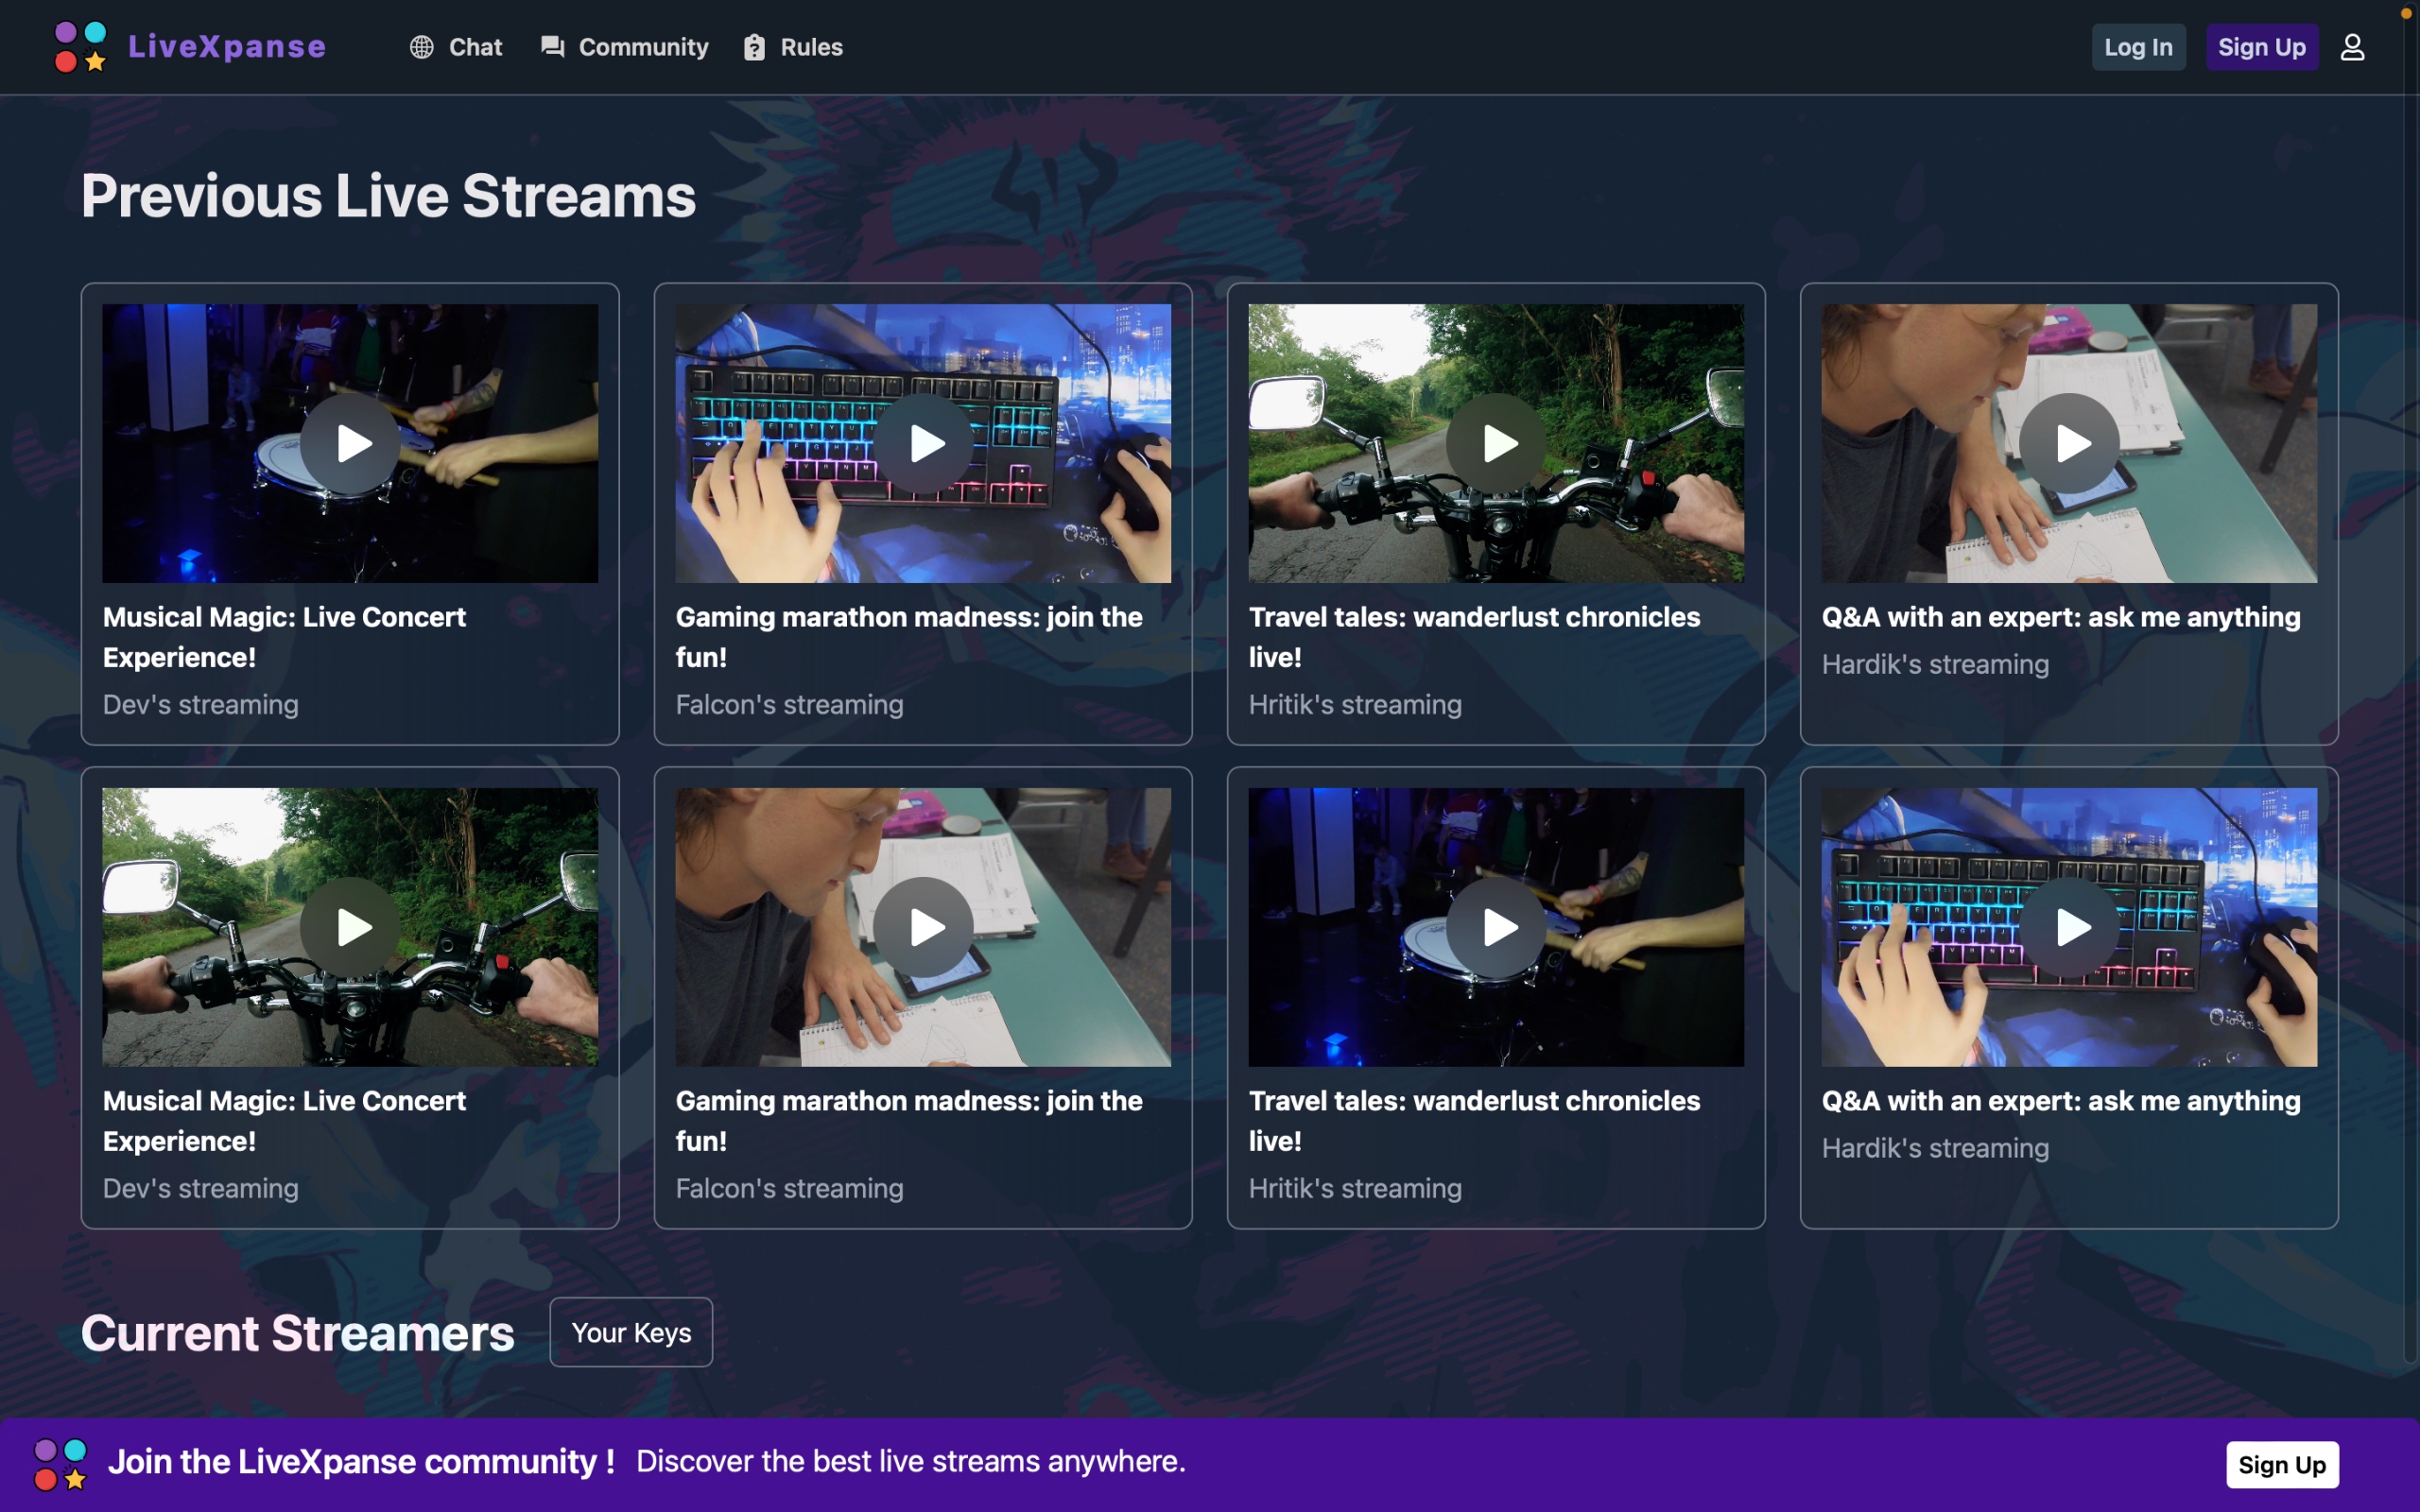 LiveXpanse
Chat
Community
Rules
Log In
Sign Up
Previous Live Streams
Musical Magic: Live Concert
Experience!
Dev's streaming
Gaming marathon madness: join the
fun!
Falcon's streaming
Travel tales: wanderlust chronicles
live!
Hritik's streaming
Q&A with an expert: ask me anything
Hardik's streaming
Musical Magic: Live Concert
Experience!
Dev's streaming
Gaming marathon madness: join the
fun!
Falcon's streaming
Travel tales: wanderlust chronicles
live!
Hritik's streaming
Q&A with an expert: ask me anything
Hardik's streaming
Current Streamers
Your Keys
Join the LiveXpanse community ! Discover the best live streams anywhere.
Sign Up